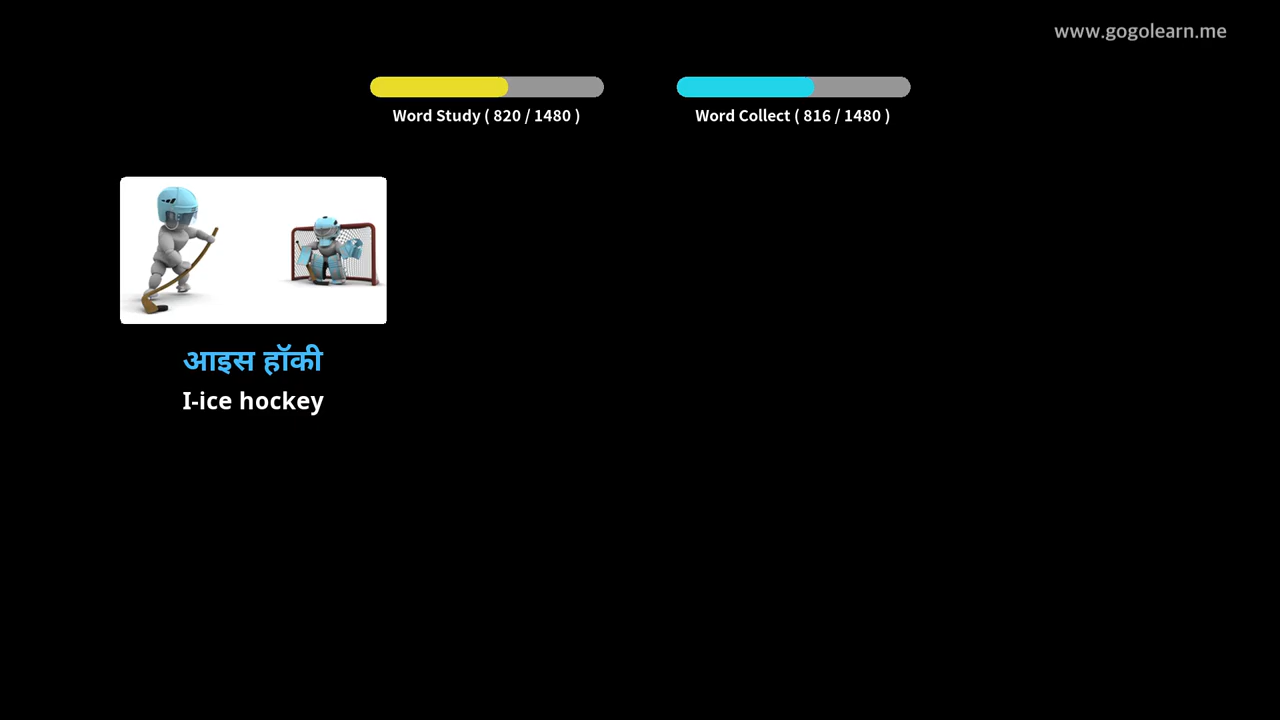 www.gogolearn.me
Word Study ( 820 / 1480 )
Word Collect ( 816 / 1480 )
आइस हॉकी
I-ice hockey